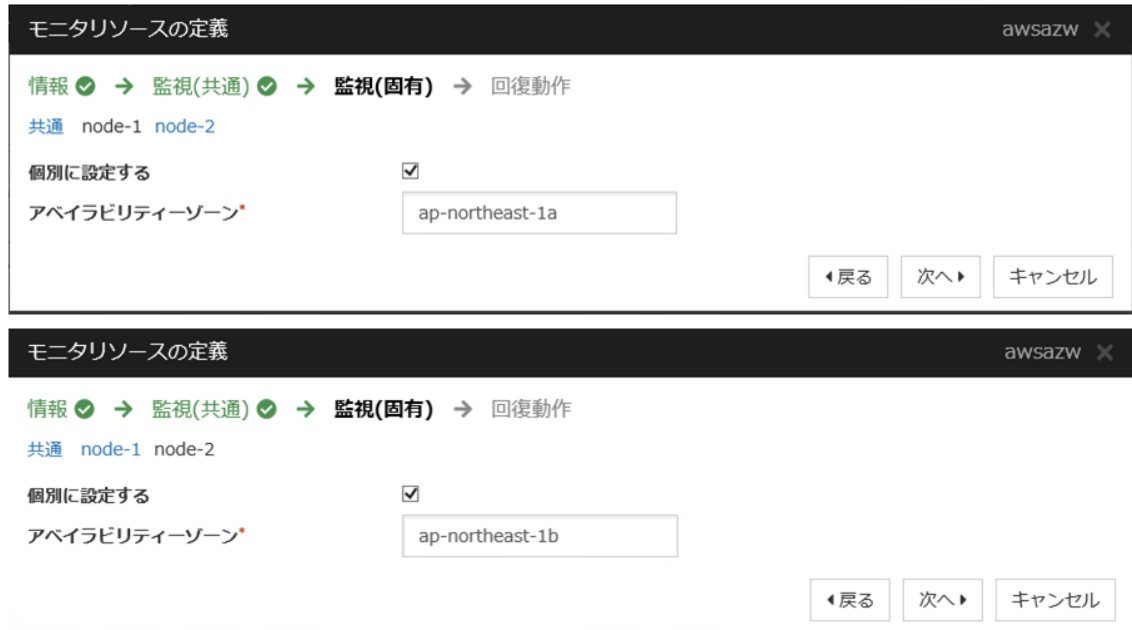 モニタリソースの定義 awsazw
情報 → 監視(共通) → 監視(固有) → 回復動作
共通 node-1 node-2
個別に設定する
アベイラビリティーゾーン* ap-northeast-1a
戻る 次へ キャンセル
モニタリソースの定義 awsazw
情報 → 監視(共通) → 監視(固有) → 回復動作
共通 node-1 node-2
個別に設定する
アベイラビリティーゾーン* ap-northeast-1b
戻る 次へ キャンセル